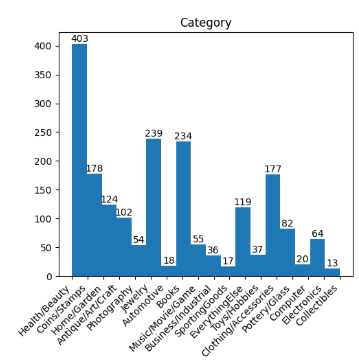 Category
400
350
300
250
200
150
100
50
0
403
178
124
102
54
239
18
234
55
36
17
119
37
177
82
20
64
13
Health/Beauty
Coins/Stamps
Home/Garden
Antique/Art/Craft
Photography
Jewelry
Automotive
Books
Music/Movie/Game
Business/Industrial
SportingGoods
EverythingElse
Toys/Hobbies
Clothing/Accessories
Pottery/Glass
Computer
Electronics
Collectibles